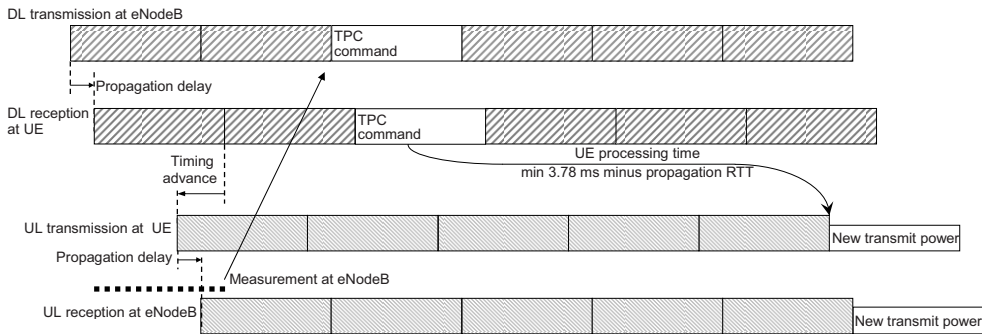 DL transmission at eNodeB
TPC
command
Propagation delay
DL reception
at UE
TPC
command
UE processing time
min 3.78 ms minus propagation RTT
Timing
advance
UL transmission at UE
New transmit power
Propagation delay
Measurement at eNodeB
UL reception at eNodeB
New transmit power